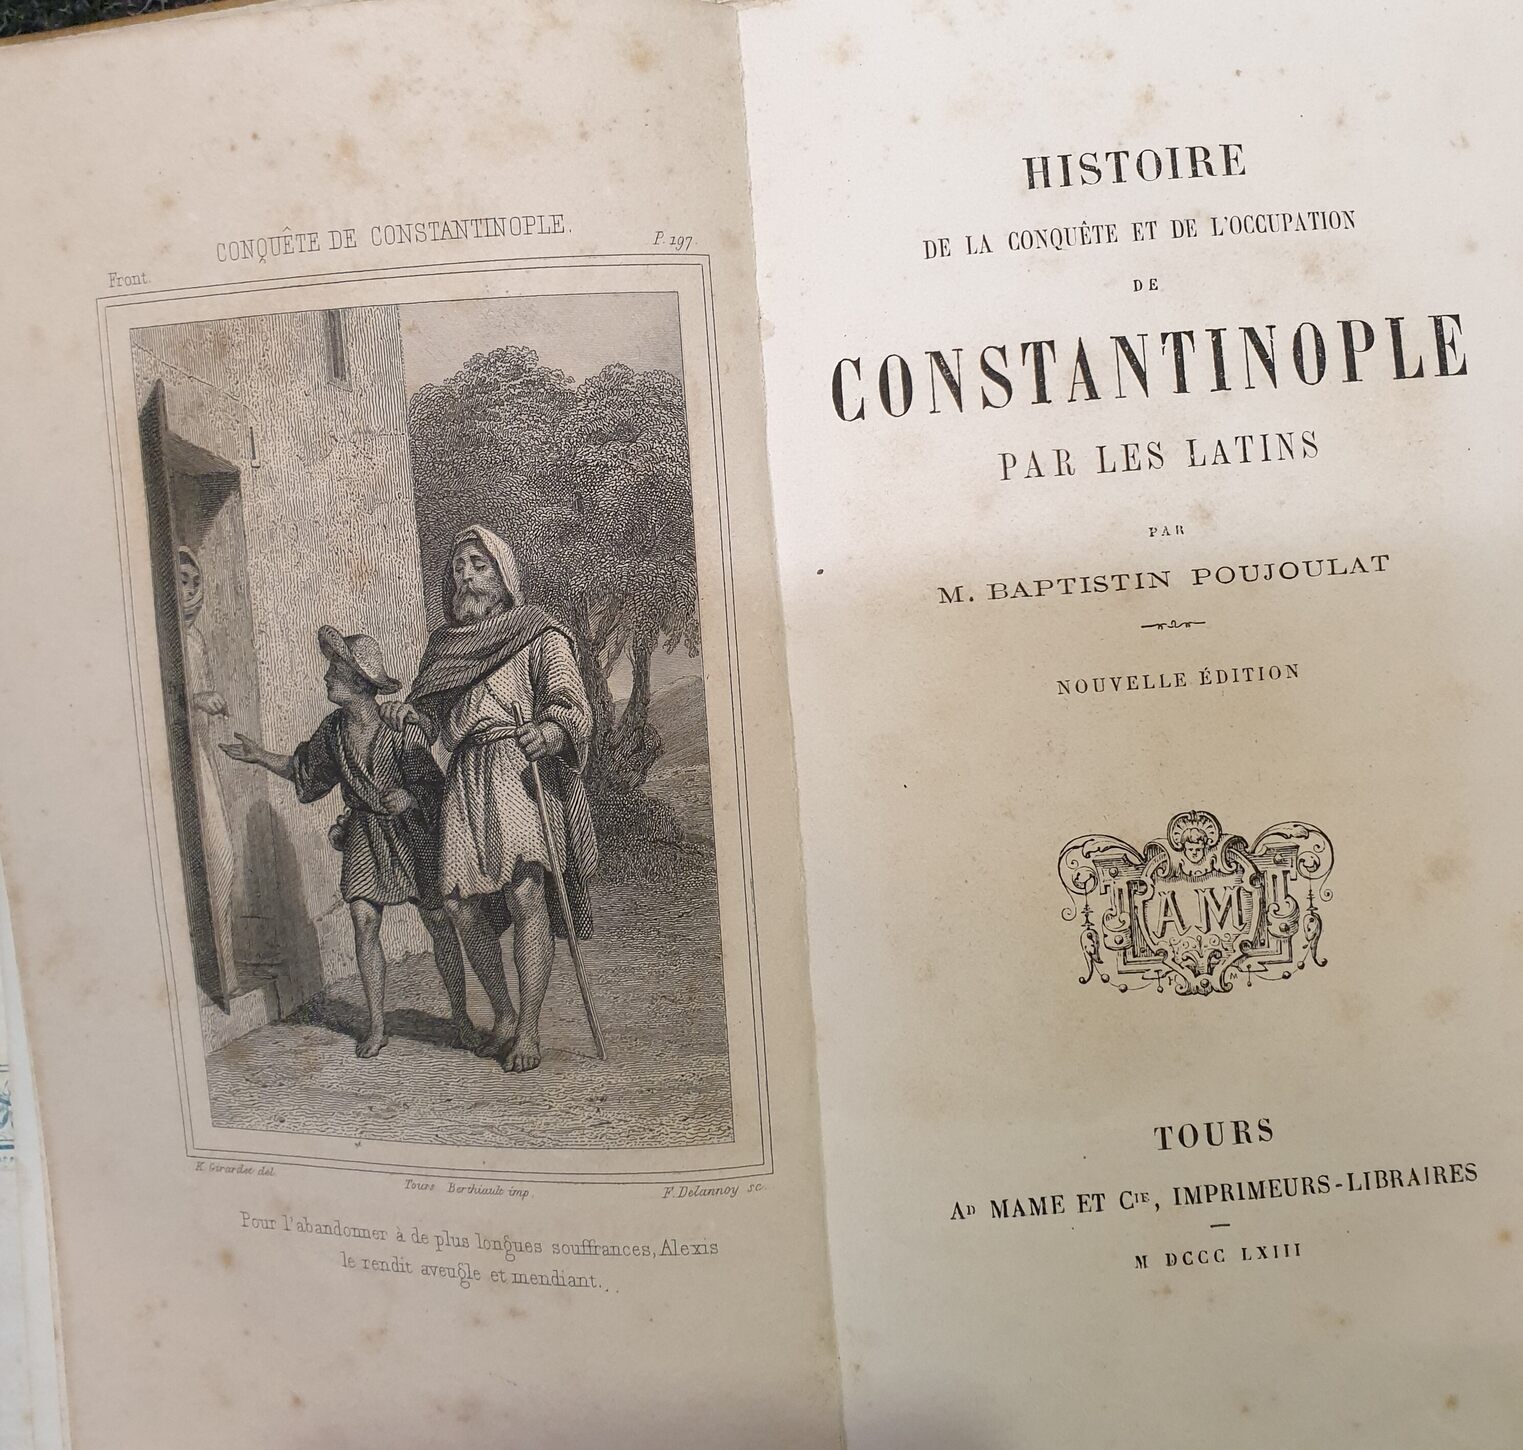 CONQUÊTE DE CONSTANTINOPLE.
Front. P. 197.
K. Girardet del. Tours Berthiault imp. F. Delannoy sc.
Pour l'abandonner à de plus longues souffrances, Alexis
le rendit aveugle et mendiant...
HISTOIRE
DE LA CONQUÊTE ET DE L'OCCUPATION
DE
CONSTANTINOPLE
PAR LES LATINS
PAR
M. BAPTISTIN POUJOULAT
NOUVELLE ÉDITION
AM
TOURS
AD MAME ET CIE, IMPRIMEURS-LIBRAIRES
M DCCC LXIII